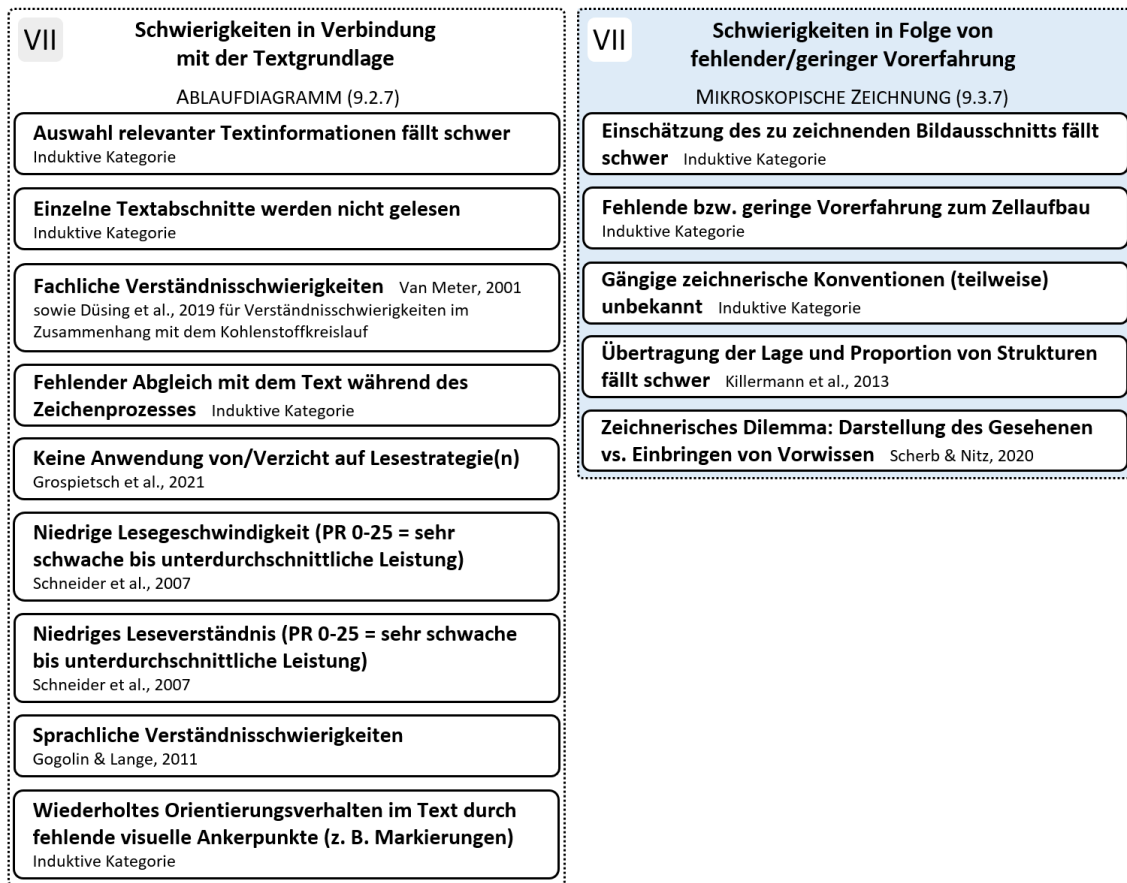 VII
Schwierigkeiten in Verbindung
mit der Textgrundlage
ABLAUFDIAGRAMM (9.2.7)
Auswahl relevanter Textinformationen fällt schwer
Induktive Kategorie
Einzelne Textabschnitte werden nicht gelesen
Induktive Kategorie
Fachliche Verständnisschwierigkeiten Van Meter, 2001
sowie Düsing et al., 2019 für Verständnisschwierigkeiten im
Zusammenhang mit dem Kohlenstoffkreislauf
Fehlender Abgleich mit dem Text während des
Zeichenprozesses Induktive Kategorie
Keine Anwendung von/Verzicht auf Lesestrategie(n)
Grospietsch et al., 2021
Niedrige Lesegeschwindigkeit (PR 0-25 = sehr
schwache bis unterdurchschnittliche Leistung)
Schneider et al., 2007
Niedriges Leseverständnis (PR 0-25 = sehr schwache
bis unterdurchschnittliche Leistung)
Schneider et al., 2007
Sprachliche Verständnisschwierigkeiten
Gogolin & Lange, 2011
Wiederholtes Orientierungsverhalten im Text durch
fehlende visuelle Ankerpunkte (z. B. Markierungen)
Induktive Kategorie
VII
Schwierigkeiten in Folge von
fehlender/geringer Vorerfahrung
MIKROSKOPISCHE ZEICHNUNG (9.3.7)
Einschätzung des zu zeichnenden Bildausschnitts fällt
schwer Induktive Kategorie
Fehlende bzw. geringe Vorerfahrung zum Zellaufbau
Induktive Kategorie
Gängige zeichnerische Konventionen (teilweise)
unbekannt Induktive Kategorie
Übertragung der Lage und Proportion von Strukturen
fällt schwer Killermann et al., 2013
Zeichnerisches Dilemma: Darstellung des Gesehenen
vs. Einbringen von Vorwissen Scherb & Nitz, 2020